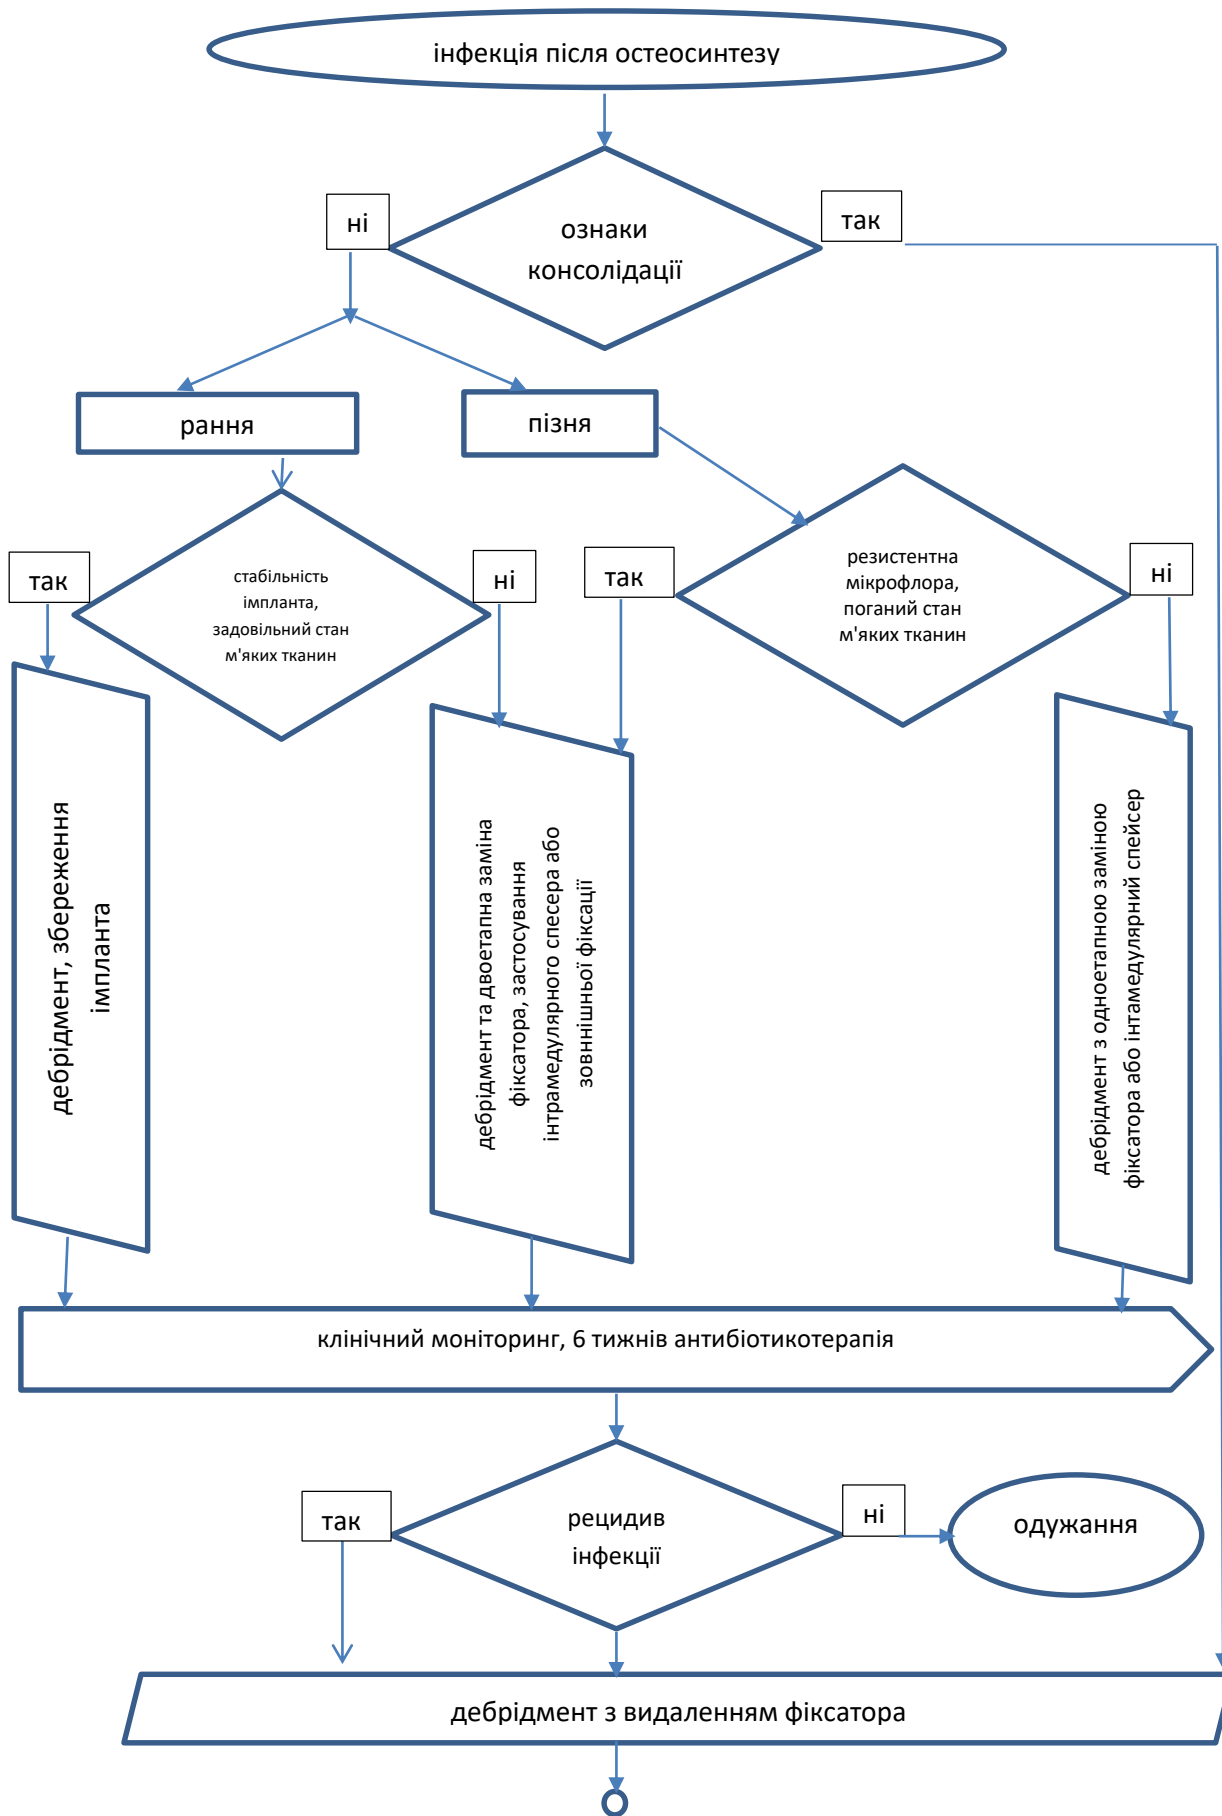 інфекція після остеосинтезу
ні
так
ознаки
консолідації
рання
пізня
так
стабільність
імпланта,
задовільний стан
м'яких тканин
ні
так
резистентна
мікрофлора,
поганий стан
м'яких тканин
ні
дебрідмент, збереження
імпланта
дебрідмент та двоетапна заміна
фіксатора, застосування
інтрамедулярного спесера або
зовннішньої фіксації
дебрідмент з одноетапною заміною
фіксатора або інтамедулярний спейсер
клінічний моніторинг, 6 тижнів антибіотикотерапія
так
рецидив
інфекції
ні
одужання
дебрідмент з видаленням фіксатора